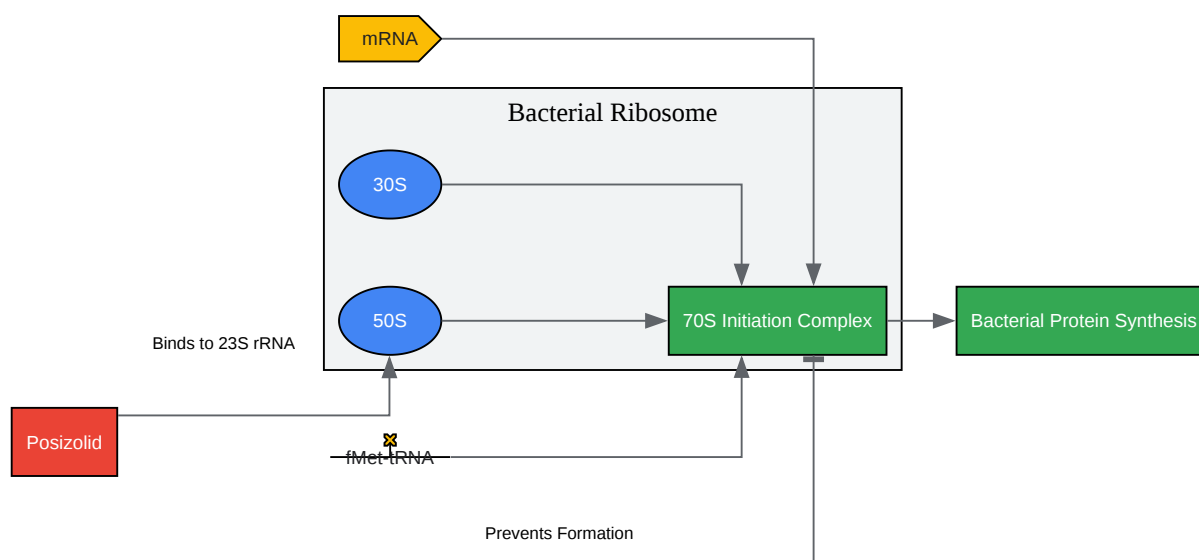 mRNA
Bacterial Ribosome
30S
50S
70S Initiation Complex
Bacterial Protein Synthesis
Binds to 23S rRNA
Posizolid
fMet-tRNA
Prevents Formation